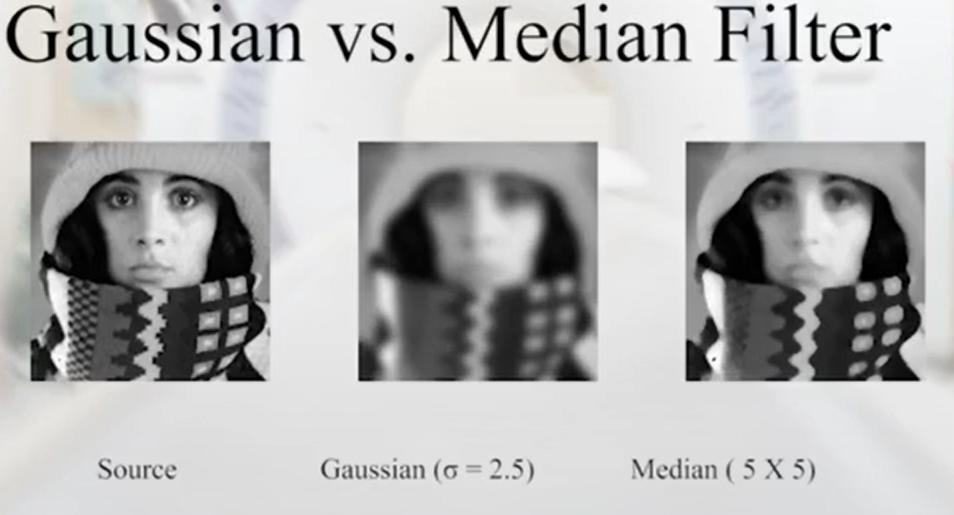 Gaussian vs. Median Filter
Source
Gaussian (σ = 2.5)
Median ( 5 X 5)